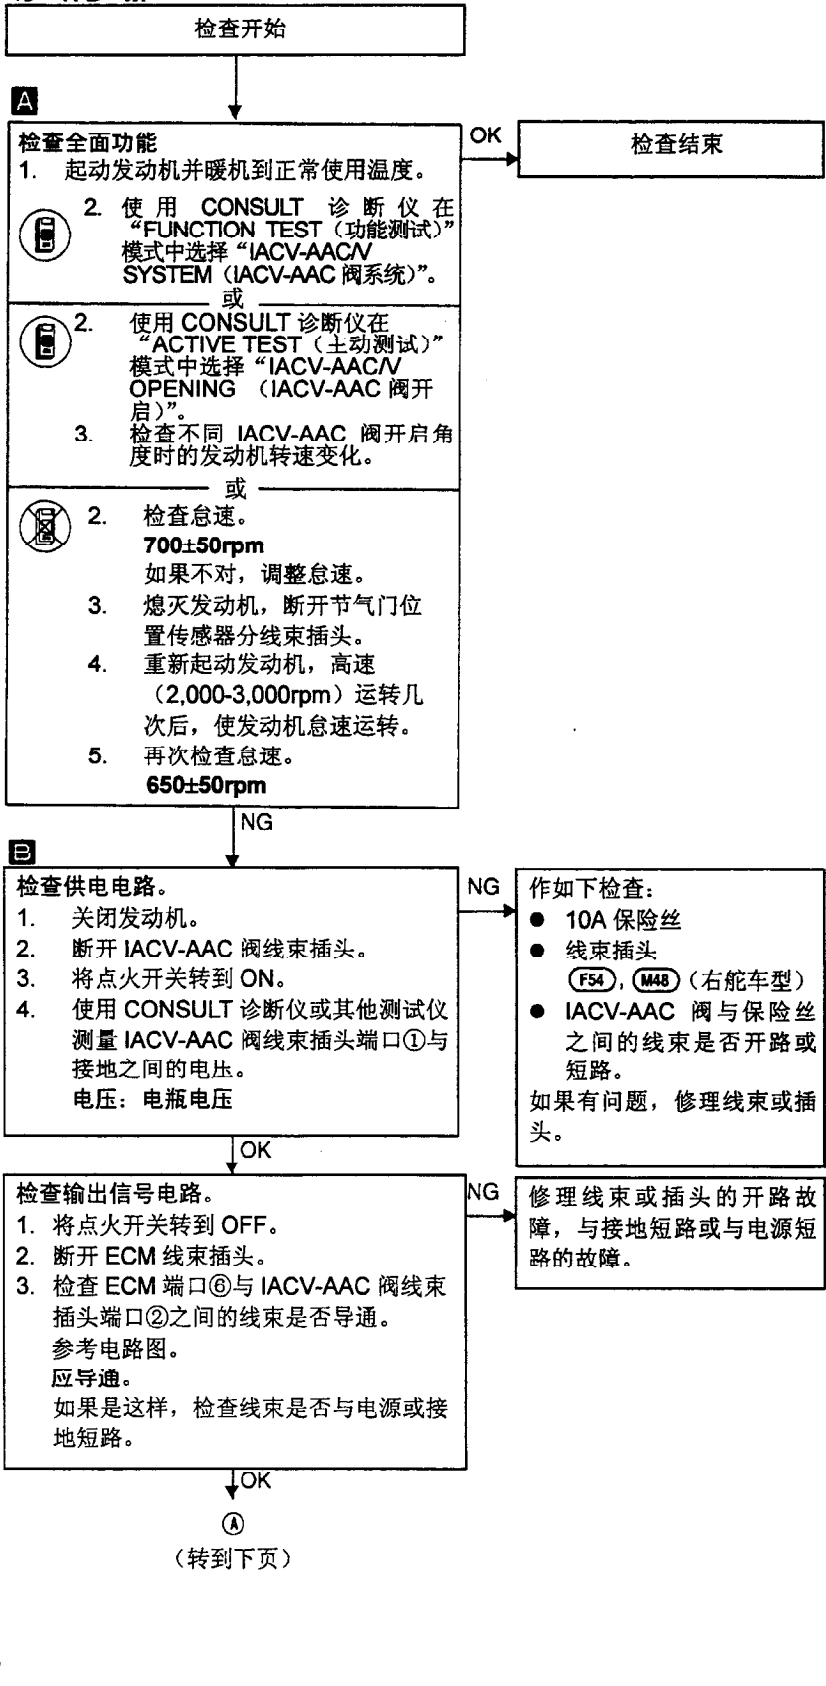 检查开始
A
检查全面功能
1. 起动发动机并暖机到正常使用温度。
2. 使用 CONSULT 诊断仪在
“FUNCTION TEST（功能测试）”
模式中选择 “IACV-AAC/V
SYSTEM（IACV-AAC 阀系统）”。
或
2. 使用 CONSULT 诊断仪在
“ACTIVE TEST（主动测试）”
模式中选择 “IACV-AAC/V
OPENING （IACV-AAC 阀开
启）”。
3. 检查不同 IACV-AAC 阀开启角
度时的发动机转速变化。
或
2. 检查怠速。
700±50rpm
如果不对，调整怠速。
3. 熄灭发动机，断开节气门位
置传感器分线束插头。
4. 重新起动发动机，高速
（2,000-3,000rpm）运转几
次后，使发动机怠速运转。
5. 再次检查怠速。
650±50rpm
OK
检查结束
NG
B
检查供电电路。
1. 关闭发动机。
2. 断开 IACV-AAC 阀线束插头。
3. 将点火开关转到 ON。
4. 使用 CONSULT 诊断仪或其他测试仪
测量 IACV-AAC 阀线束插头端口①与
接地之间的电压。
电压：电瓶电压
NG
作如下检查：
● 10A 保险丝
● 线束插头
F54, M48（右舵车型）
● IACV-AAC 阀与保险丝
之间的线束是否开路或
短路。
如果有问题，修理线束或插
头。
OK
检查输出信号电路。
1. 将点火开关转到 OFF。
2. 断开 ECM 线束插头。
3. 检查 ECM 端口⑥与 IACV-AAC 阀线束
插头端口②之间的线束是否导通。
参考电路图。
应导通。
如果是这样，检查线束是否与电源或接
地短路。
NG
修理线束或插头的开路故
障，与接地短路或与电源短
路的故障。
OK
Ⓐ
（转到下页）